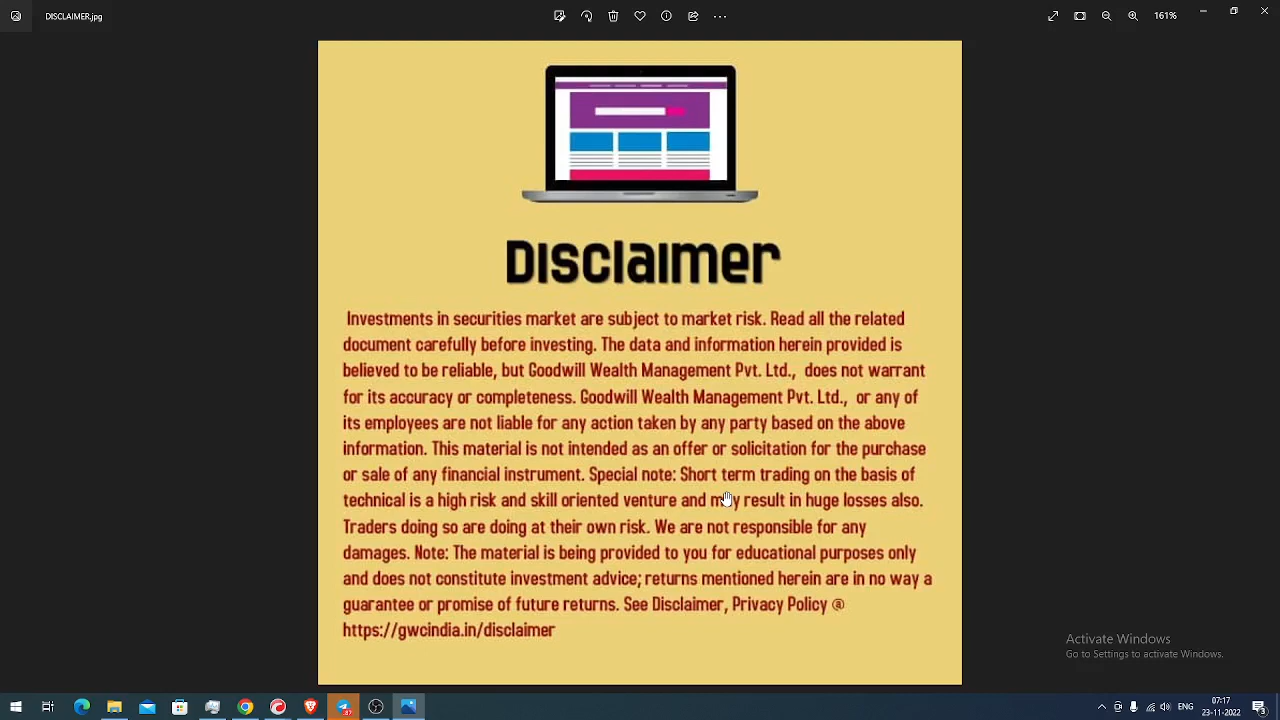 DISCLAIMER.jpg
Disclaimer
Investments in securities market are subject to market risk. Read all the related
document carefully before investing. The data and information herein provided is
believed to be reliable, but Goodwill Wealth Management Pvt. Ltd., does not warrant
for its accuracy or completeness. Goodwill Wealth Management Pvt. Ltd., or any of
its employees are not liable for any action taken by any party based on the above
information. This material is not intended as an offer or solicitation for the purchase
or sale of any financial instrument. Special note: Short term trading on the basis of
technical is a high risk and skill oriented venture and may result in huge losses also.
Traders doing so are doing at their own risk. We are not responsible for any
damages. Note: The material is being provided to you for educational purposes only
and does not constitute investment advice; returns mentioned herein are in no way a
guarantee or promise of future returns. See Disclaimer, Privacy Policy @
https://gwcindia.in/disclaimer
Activate Windows
Go to Settings to activate Windows.
07:07
23-11-2022